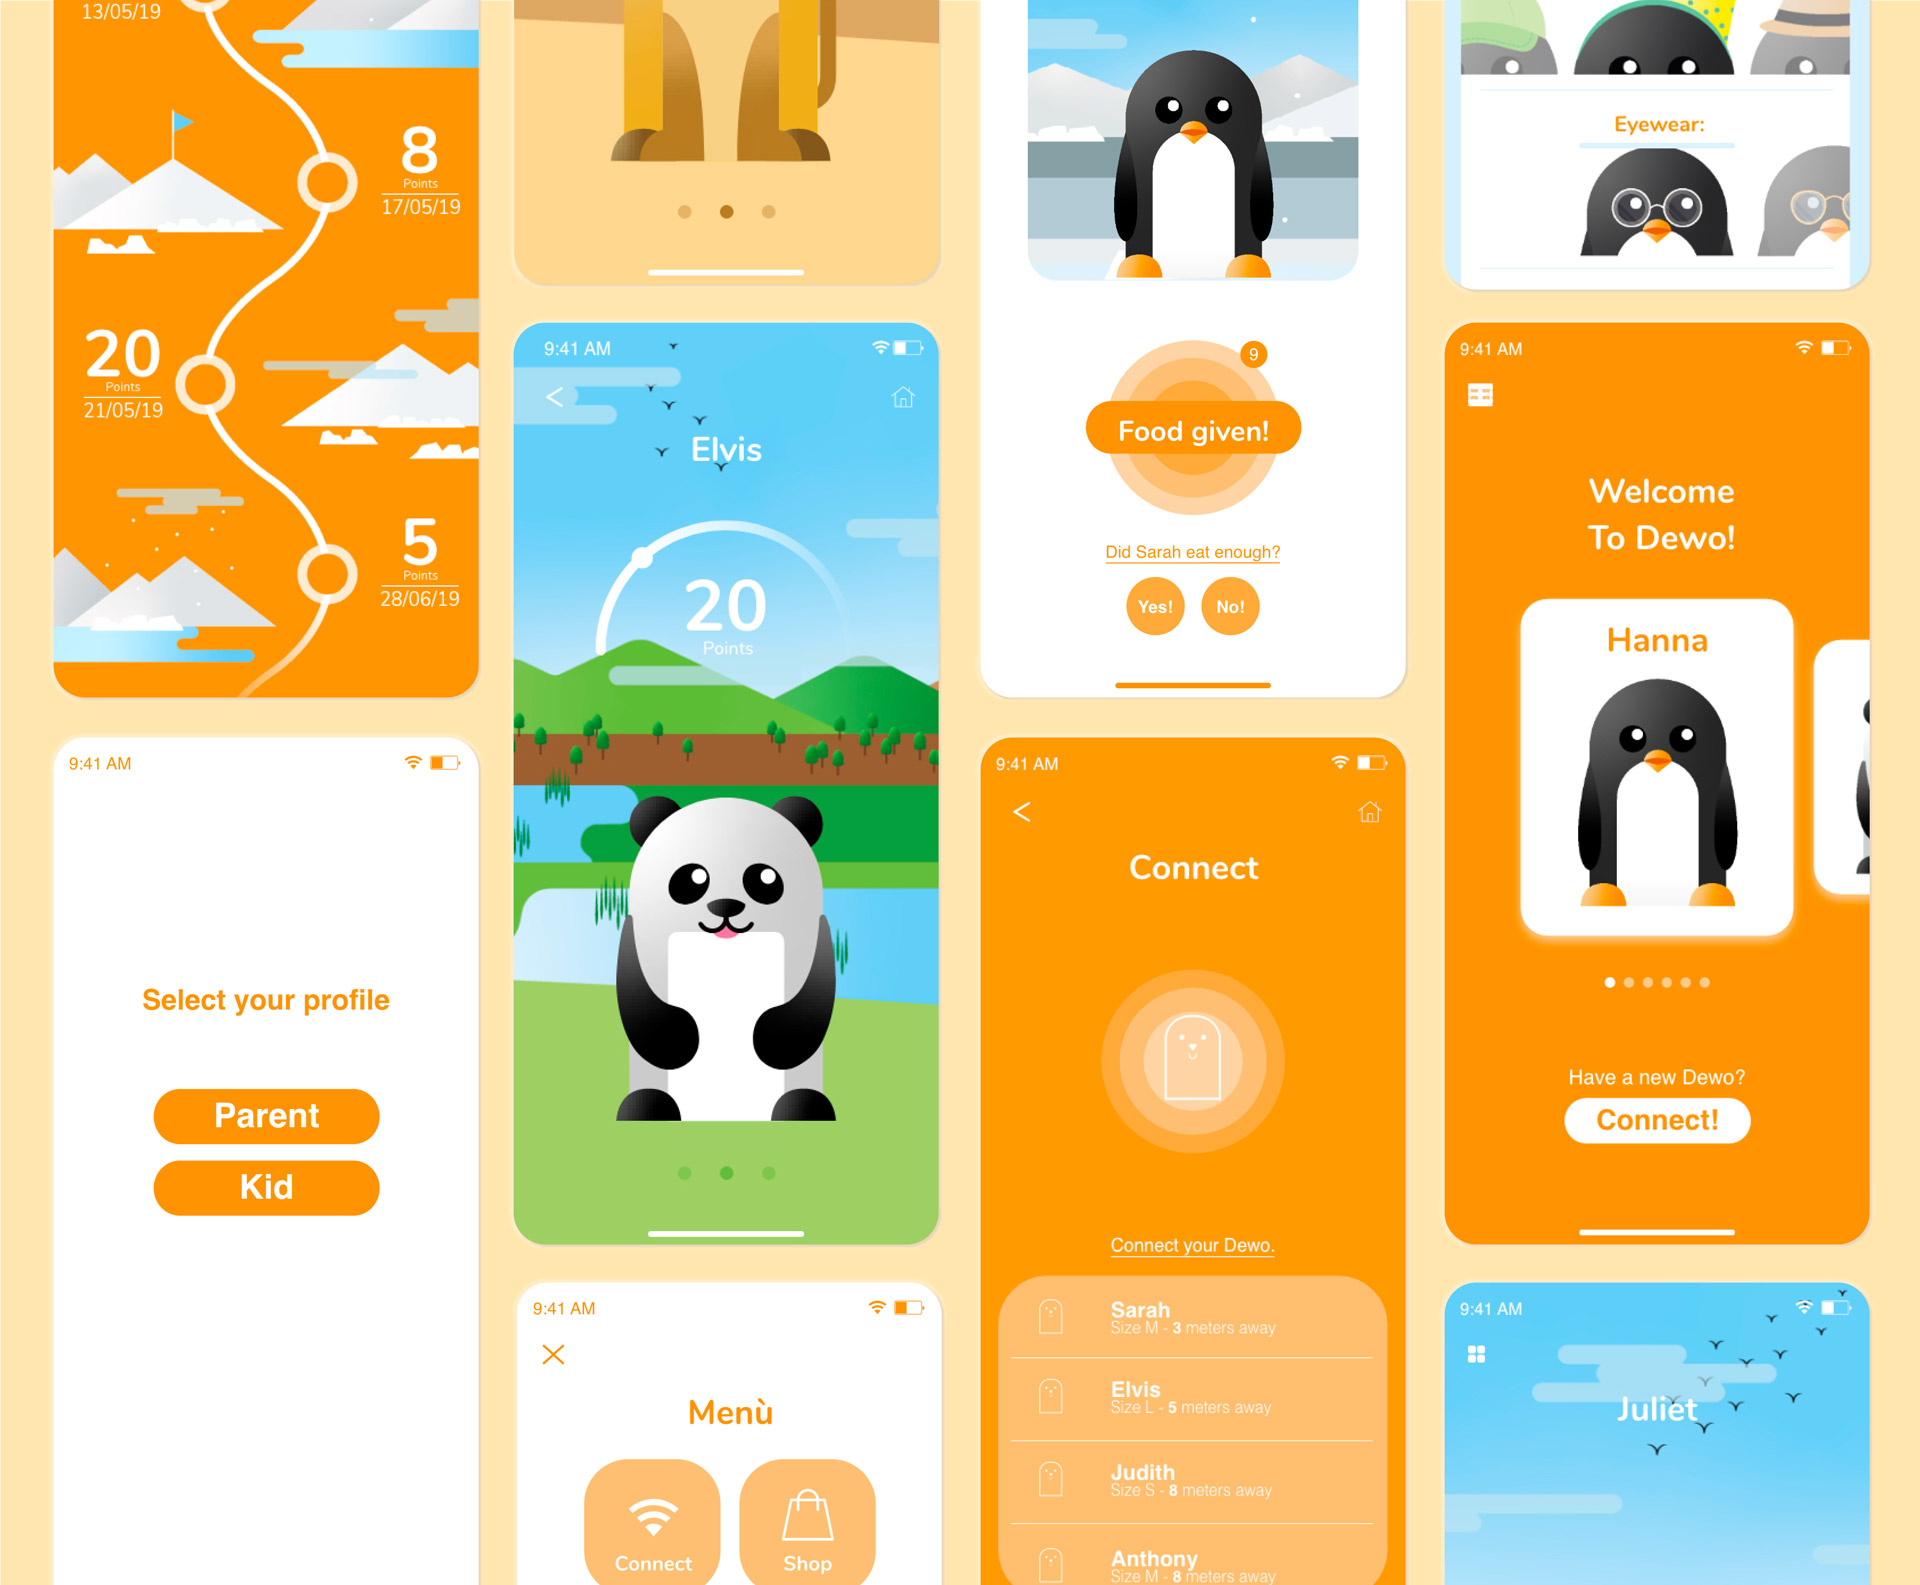 13/05/19
8
Points
17/05/19
20
Points
21/05/19
5
Points
28/06/19
9:41 AM
Select your profile
Parent
Kid
9:41 AM
<
Elvis
20
Points
9:41 AM
Menù
Connect
Shop
9
Food given!
Did Sarah eat enough?
Yes!
No!
9:41 AM
<
Connect
Connect your Dewo.
Sarah
Size M - 3 meters away
Elvis
Size L - 5 meters away
Judith
Size S - 8 meters away
Anthony
Size M - 8 meters away
Eyewear:
9:41 AM
Welcome
To Dewo!
Hanna
Have a new Dewo?
Connect!
9:41 AM
Juliet